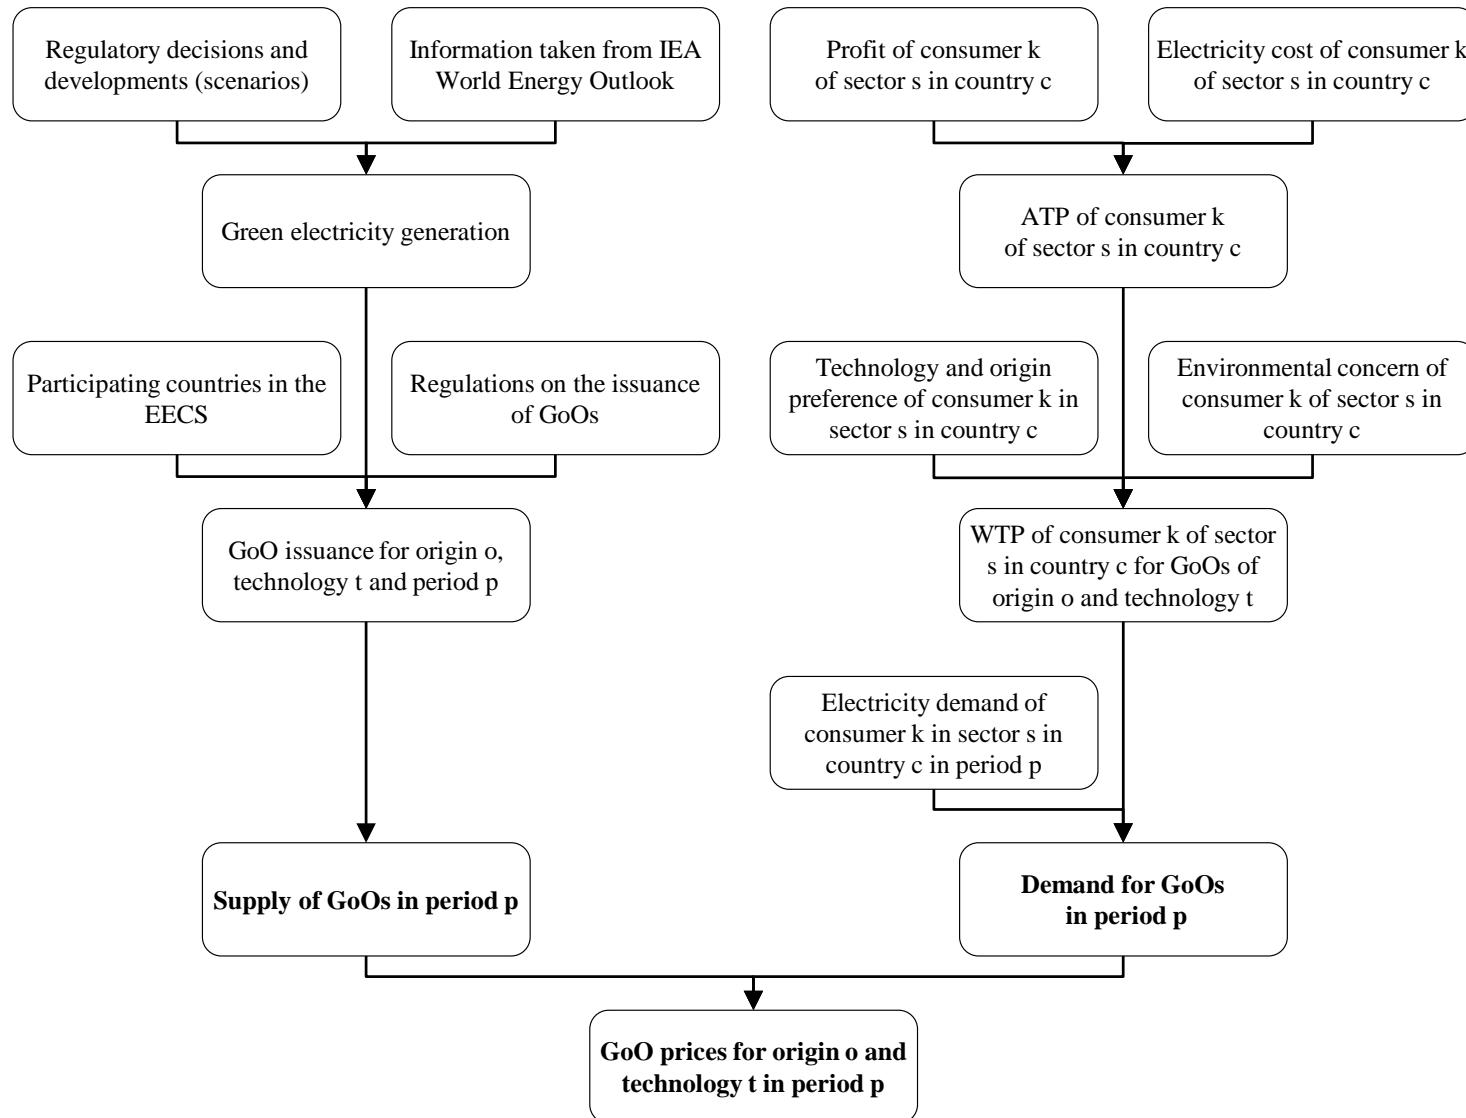 Regulatory decisions and
developments (scenarios)
Information taken from IEA
World Energy Outlook
Profit of consumer k
of sector s in country c
Electricity cost of consumer k
of sector s in country c
Green electricity generation
ATP of consumer k
of sector s in country c
Participating countries in the
EECS
Regulations on the issuance
of GoOs
Technology and origin
preference of consumer k in
sector s in country c
Environmental concern of
consumer k of sector s in
country c
GoO issuance for origin o,
technology t and period p
WTP of consumer k of sector
s in country c for GoOs of
origin o and technology t
Electricity demand of
consumer k in sector s in
country c in period p
Supply of GoOs in period p
Demand for GoOs
in period p
GoO prices for origin o and
technology t in period p